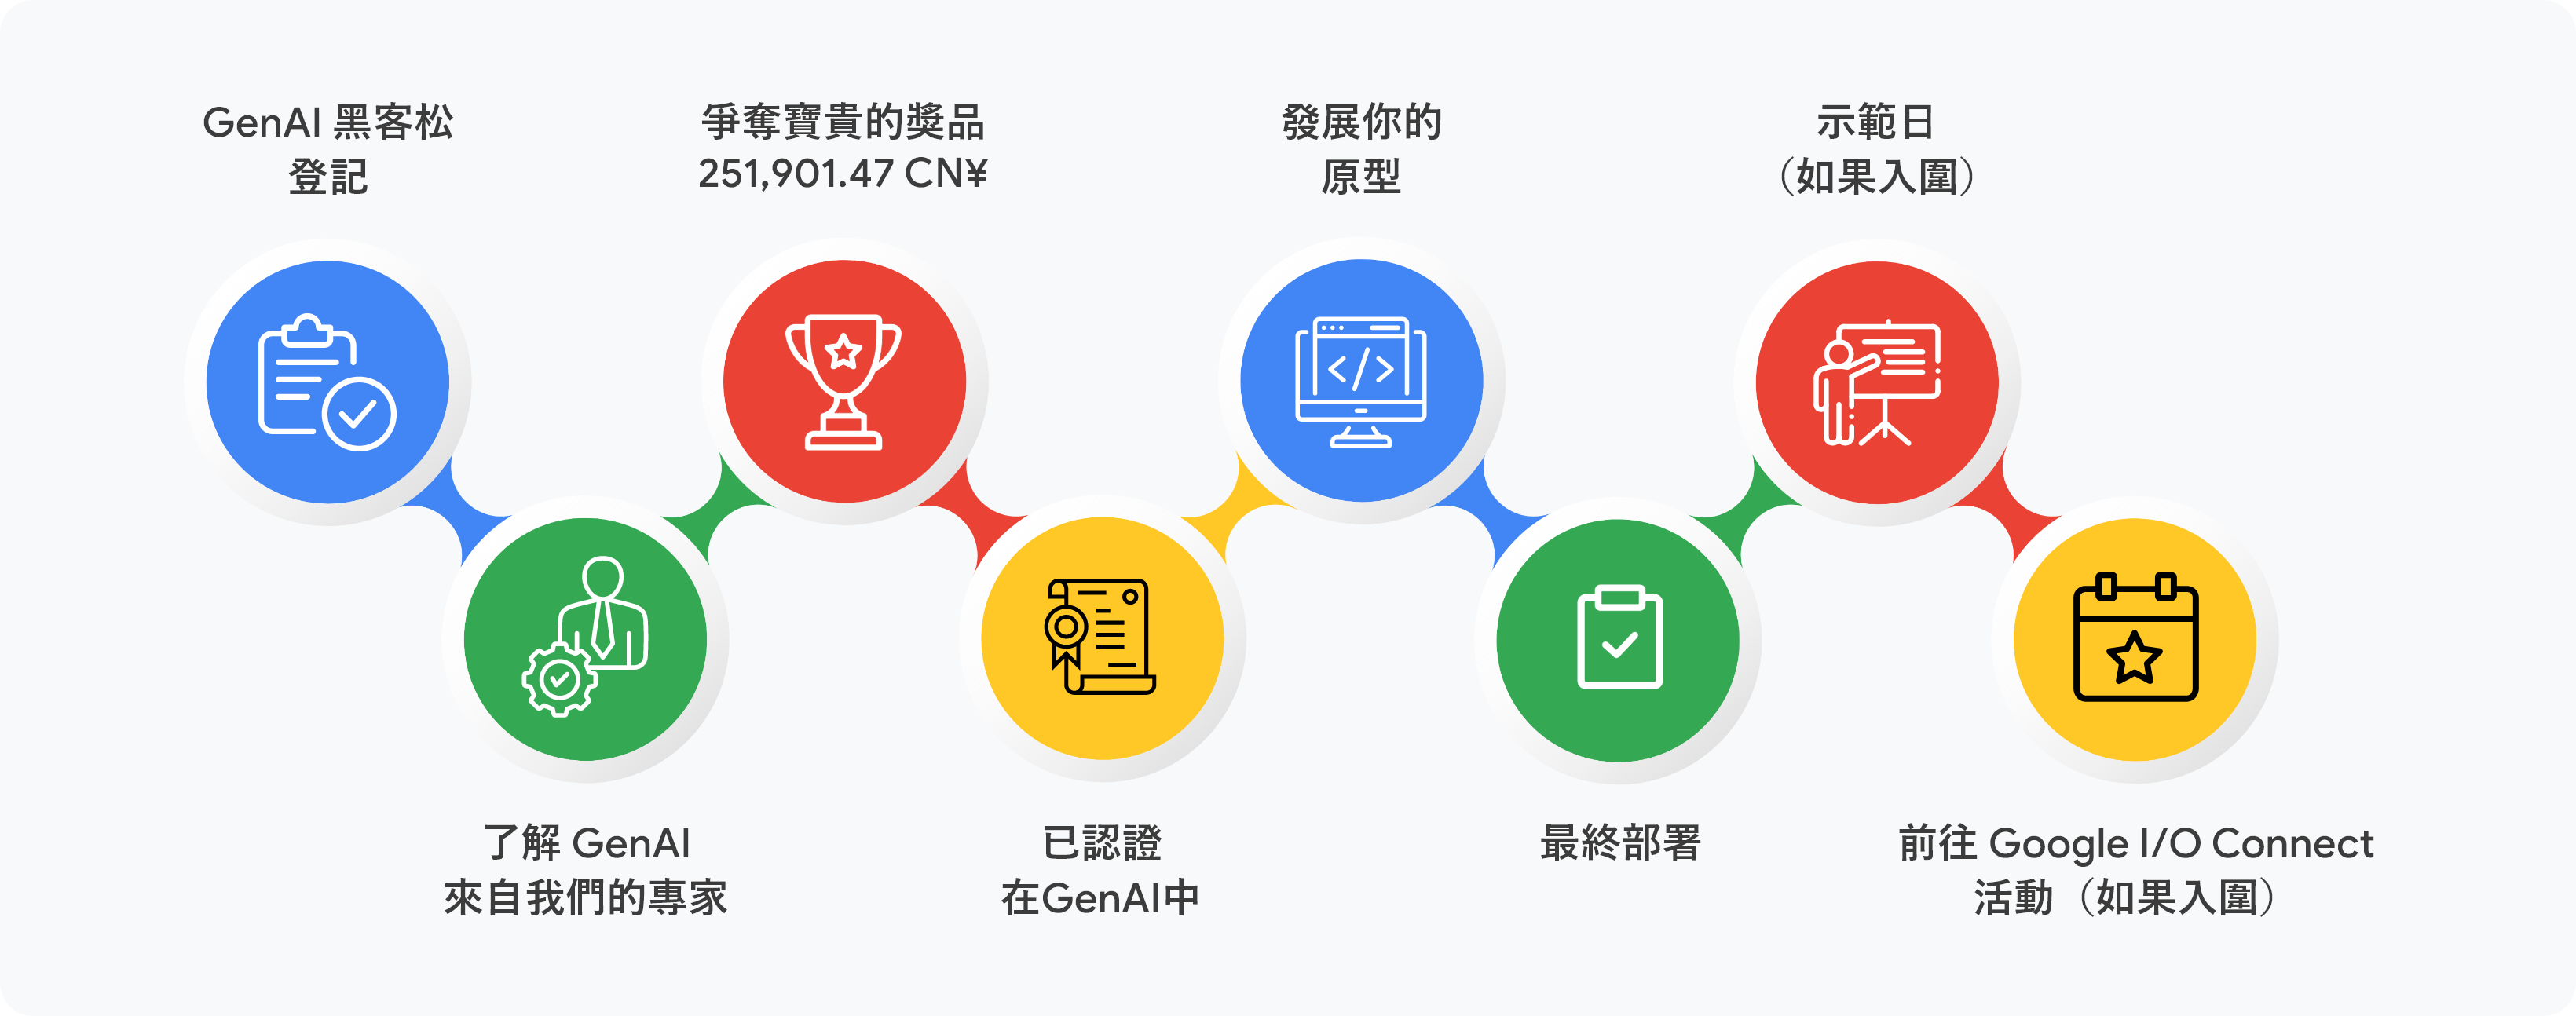 GenAI 黑客松
登記
了解 GenAI
來自我們的專家
爭奪寶貴的獎品
251,901.47 CN¥
已認證
在GenAI中
發展你的
原型
最終部署
示範日
（如果入圍）
前往 Google I/O Connect
活動（如果入圍）